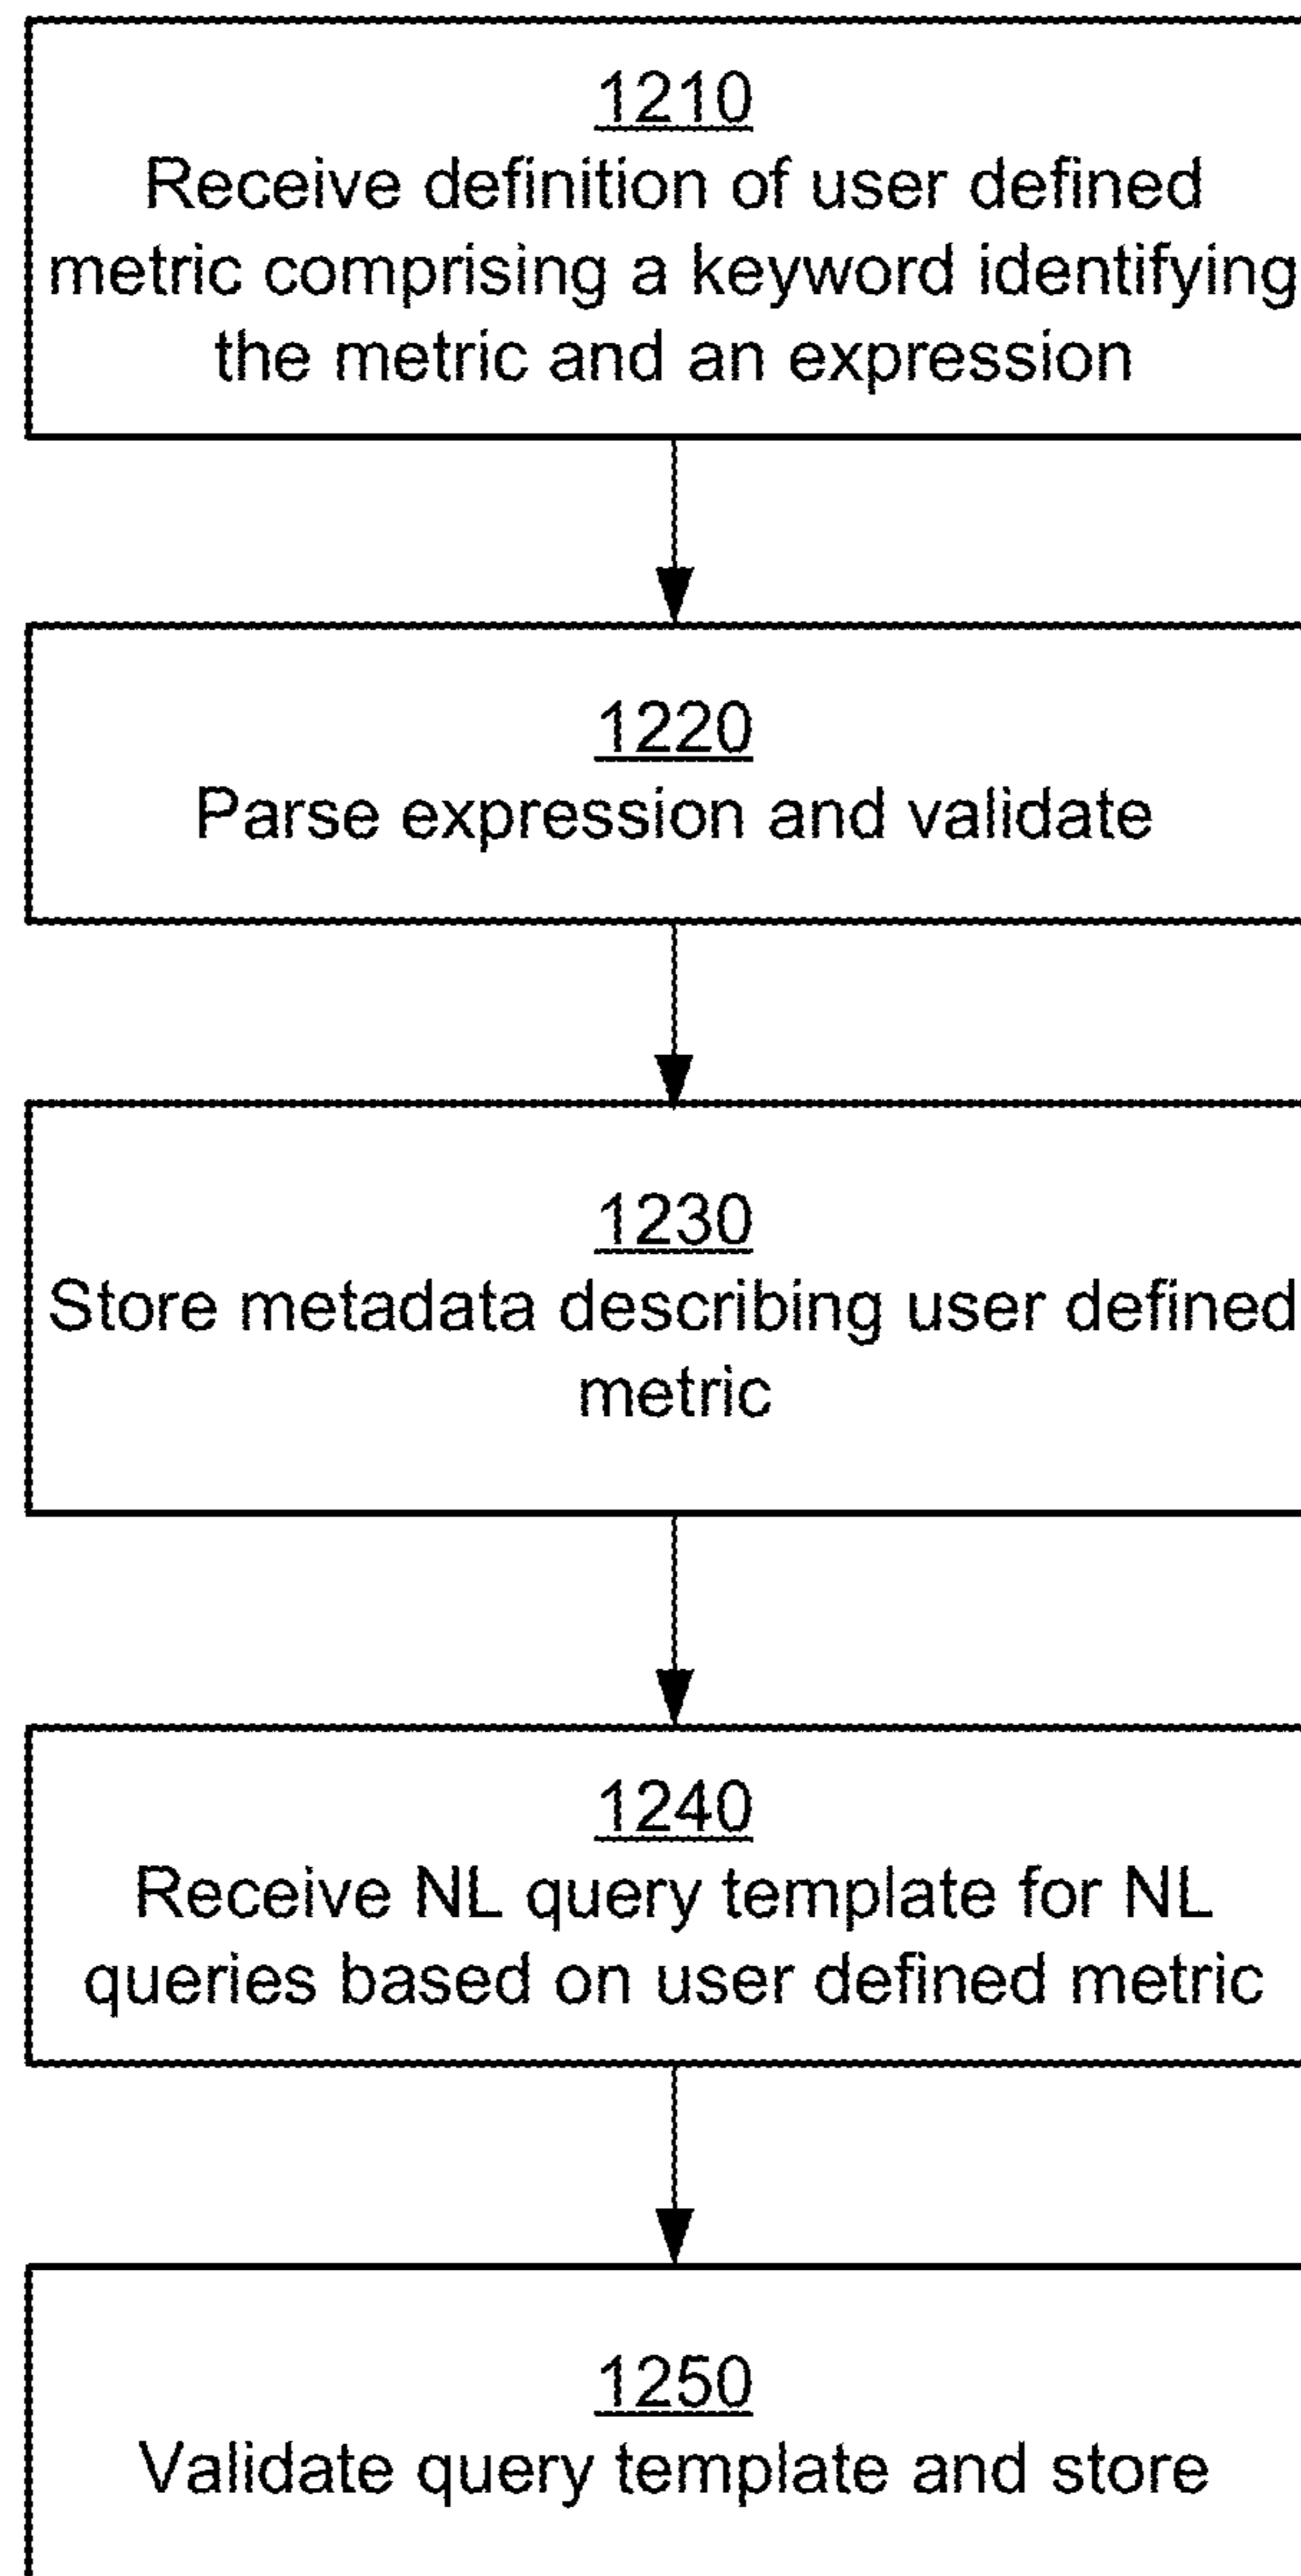 1210
Receive definition of user defined
metric comprising a keyword identifying
the metric and an expression
1220
Parse expression and validate
1230
Store metadata describing user defined
metric
1240
Receive NL query template for NL
queries based on user defined metric
1250
Validate query template and store